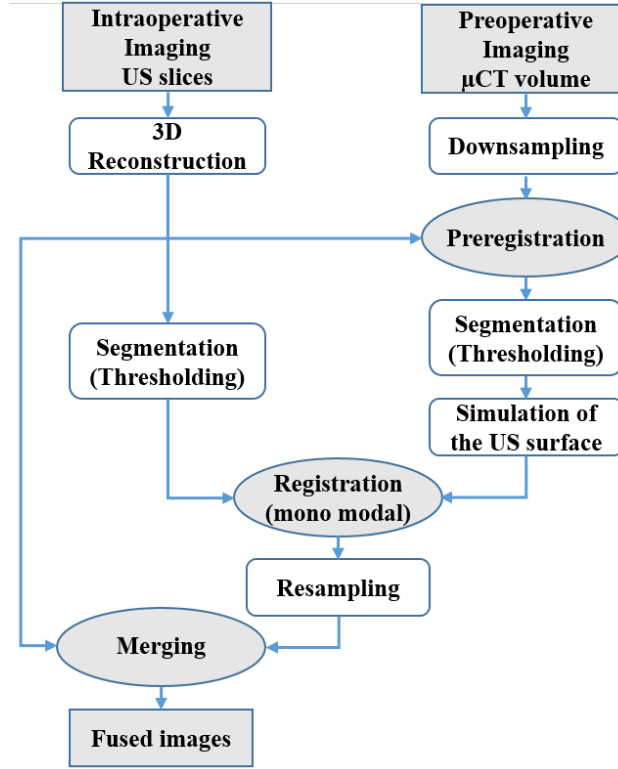 Intraoperative
Imaging
US slices
Preoperative
Imaging
μCT volume
3D
Reconstruction
Downsampling
Preregistration
Segmentation
(Thresholding)
Segmentation
(Thresholding)
Simulation of
the US surface
Registration
(mono modal)
Resampling
Merging
Fused images